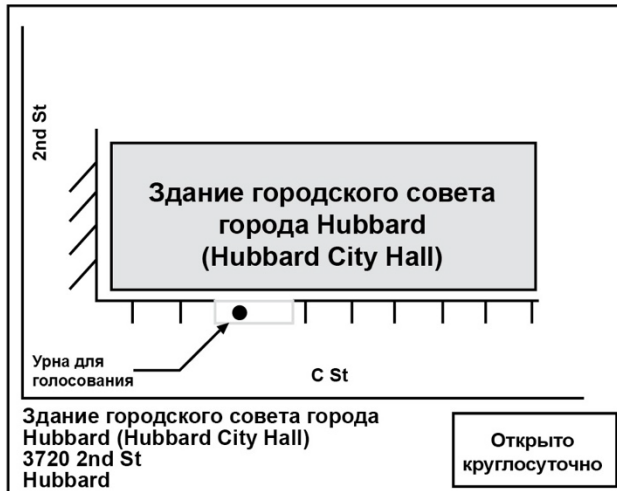 2nd St
Здание городского совета
города Hubbard
(Hubbard City Hall)
Урна для
голосования
C St
Здание городского совета города
Hubbard (Hubbard City Hall)
3720 2nd St
Hubbard
Открыто
круглосуточно